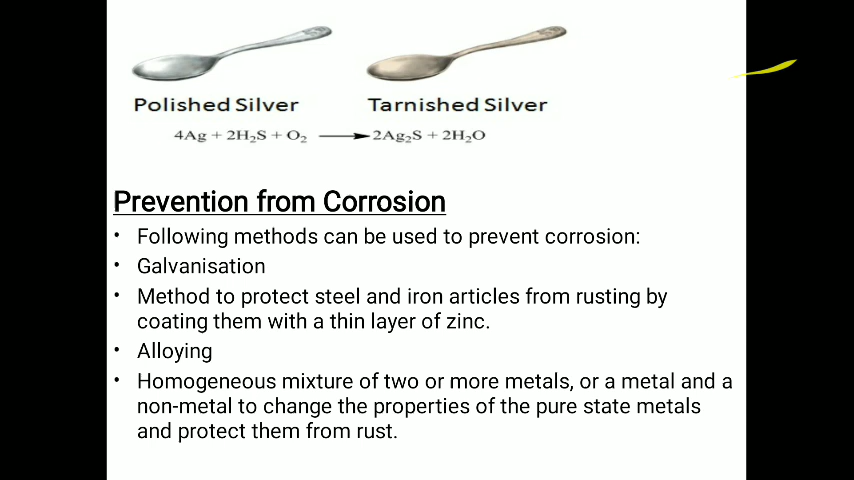 Polished Silver Tarnished Silver
4Ag + 2H₂S + O₂ ⟶ 2Ag₂S + 2H₂O
Prevention from Corrosion
• Following methods can be used to prevent corrosion:
• Galvanisation
• Method to protect steel and iron articles from rusting by
coating them with a thin layer of zinc.
• Alloying
• Homogeneous mixture of two or more metals, or a metal and a
non-metal to change the properties of the pure state metals
and protect them from rust.